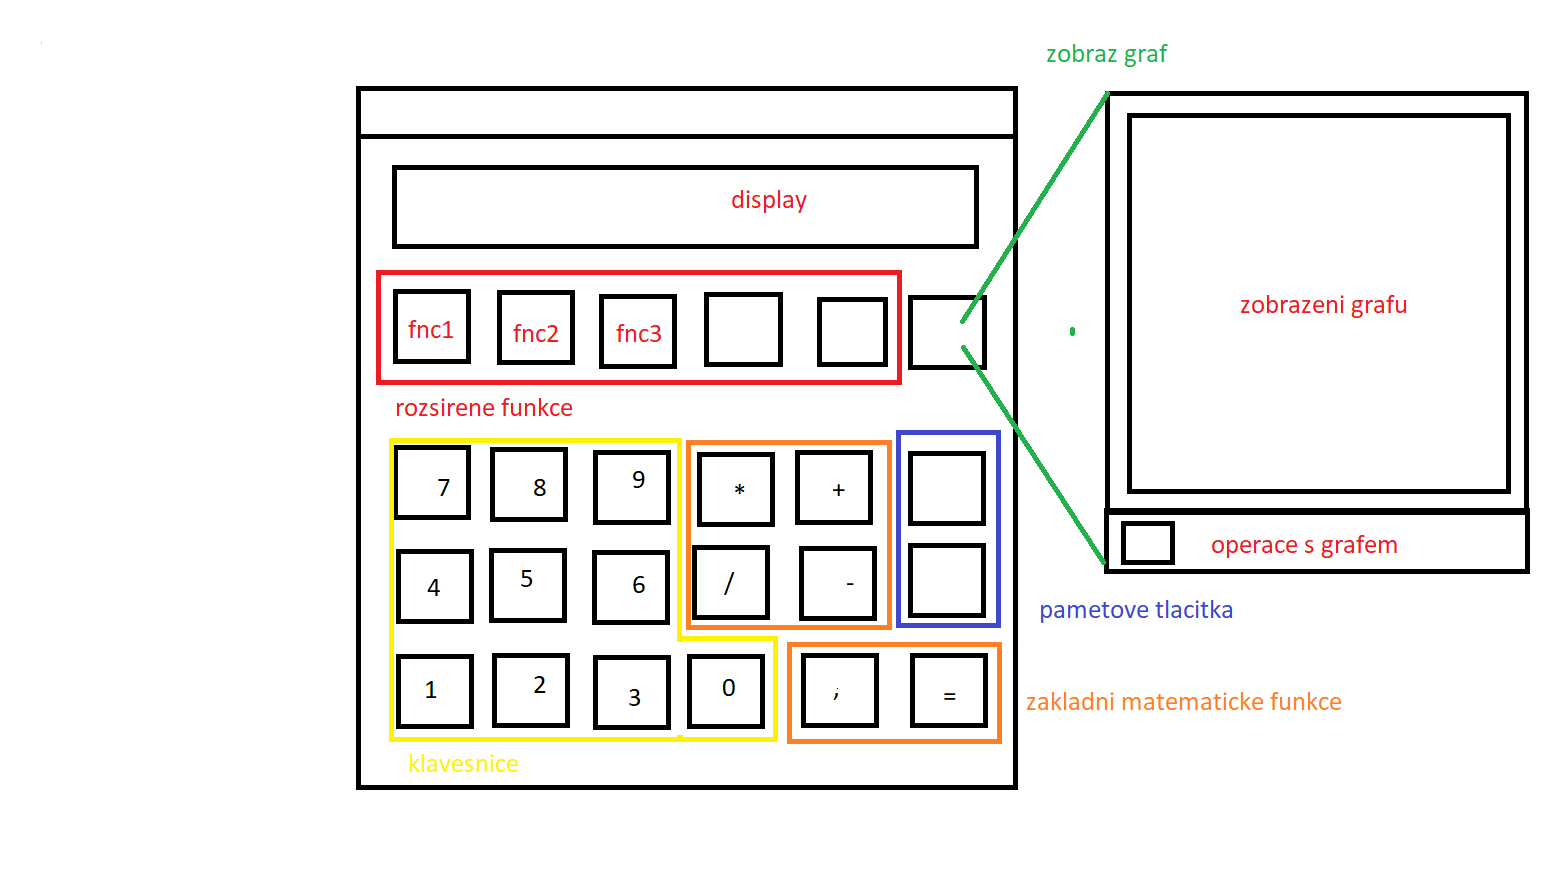 zobraz graf
display
fnc1 fnc2 fnc3
zobrazeni grafu
rozsirene funkce
7 8 9 * +
4 5 6 / -
operace s grafem
pametove tlacitka
1 2 3 0 ; =
zakladni matematicke funkce
klavesnice